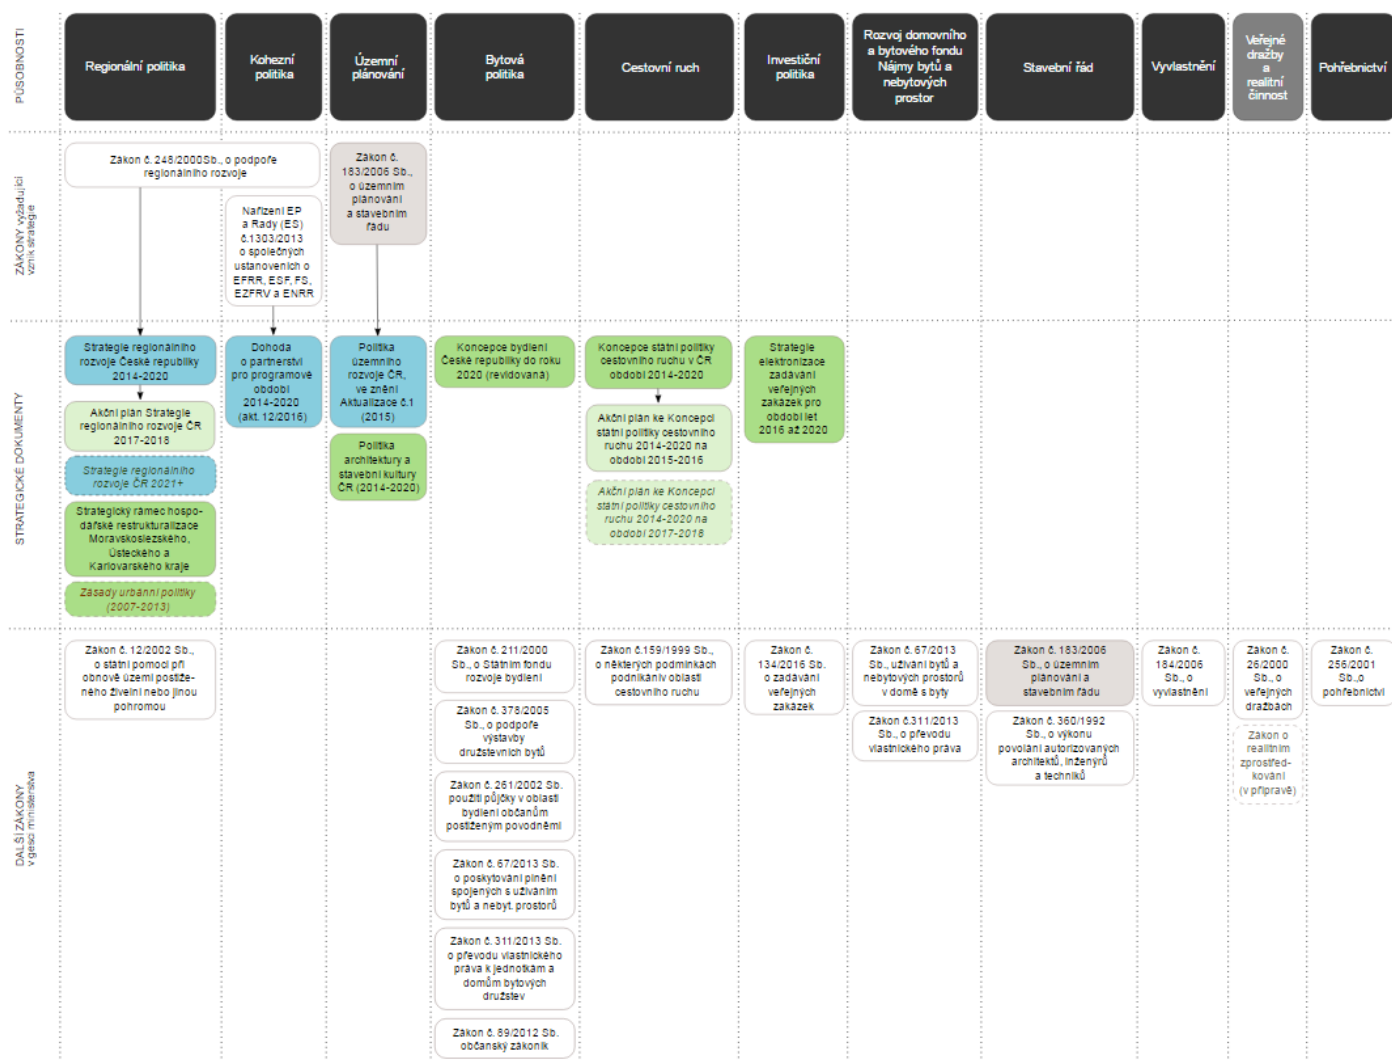 PŮSOBNOSTI
Regionální politika
Kohezní
politika
Územní
plánování
Bytová
politika
Cestovní ruch
Investiční
politika
Rozvoj domovního
a bytového fondu
Nájmy bytů a
nebytových
prostor
Stavební řád
Vyvlastnění
Veřejné
dražby
a
realitní
činnost
Pohřebnictví
ZÁKONY vyžadující
vznik strategie
Zákon č. 248/2000Sb., o podpoře
regionálního rozvoje
Nařízení EP
a Rady (ES)
č.1303/2013
o společných
ustanoveních o
EFRR, ESF, FS,
EZFRV a ENRR
Zákon č.
183/2006 Sb.,
o územním
plánování
a stavebním
řádu
STRATEGICKÉ DOKUMENTY
Strategie regionálního
rozvoje České republiky
2014-2020
Akční plán Strategie
regionálního rozvoje ČR
2017-2018
Strategie regionálního
rozvoje ČR 2021+
Strategický rámec hospo-
dářské restrukturalizace
Moravskoslezského,
Ústeckého a
Karlovarského kraje
Zásady urbánní politiky
(2007-2013)
Dohoda
o partnerství
pro programové
období
2014-2020
(akt. 12/2016)
Politika
územního
rozvoje ČR,
ve znění
Aktualizace č.1
(2015)
Politika
architektury a
stavební kultury
ČR (2014-2020)
Koncepce bydlení
České republiky do roku
2020 (revidovaná)
Koncepce státní politiky
cestovního ruchu v ČR
období 2014-2020
Akční plán ke Koncepci
státní politiky cestovního
ruchu 2014-2020 na
období 2015-2016
Akční plán ke Koncepci
státní politiky cestovního
ruchu 2014-2020 na
období 2017-2018
Strategie
elektronizace
zadávání
veřejných
zakázek pro
období let
2016 až 2020
DALŠÍ ZÁKONY
v gesci ministerstva
Zákon č. 12/2002 Sb.,
o státní pomoci při
obnově území postiže-
ného živelní nebo jinou
pohromou
Zákon č. 211/2000
Sb., o Státním fondu
rozvoje bydlení
Zákon č. 378/2005
Sb., o podpoře
výstavby
družstevních bytů
Zákon č. 261/2002 Sb.
použití půjčky v oblasti
bydlení občanům
postiženým povodněmi
Zákon č. 67/2013 Sb.
o poskytování plnění
spojených s užíváním
bytů a nebyt. prostorů
Zákon č. 311/2013 Sb.
o převodu vlastnického
práva k jednotkám a
domům bytových
družstev
Zákon č. 89/2012 Sb.
občanský zákoník
Zákon č.159/1999 Sb.,
o některých podmínkách
podnikánív oblasti
cestovního ruchu
Zákon č.
134/2016 Sb.
o zadávání
veřejných
zakázek
Zákon č. 67/2013
Sb., užívání bytů a
nebytových prostorů
v domě s byty
Zákon č.311/2013
Sb., o převodu
vlastnického práva
Zákon č. 183/2006
Sb., o územním
plánování a
stavebním řádu
Zákon č. 360/1992
Sb., o výkonu
povolání autorizovaných
architektů, inženýrů
a techniků
Zákon č.
184/2006
Sb., o
vyvlastnění
Zákon č.
26/2000
Sb., o
veřejných
dražbách
Zákon o
realitním
zprostřed-
kování
(v přípravě)
Zákon č.
256/2001
Sb.,o
pohřebnictví